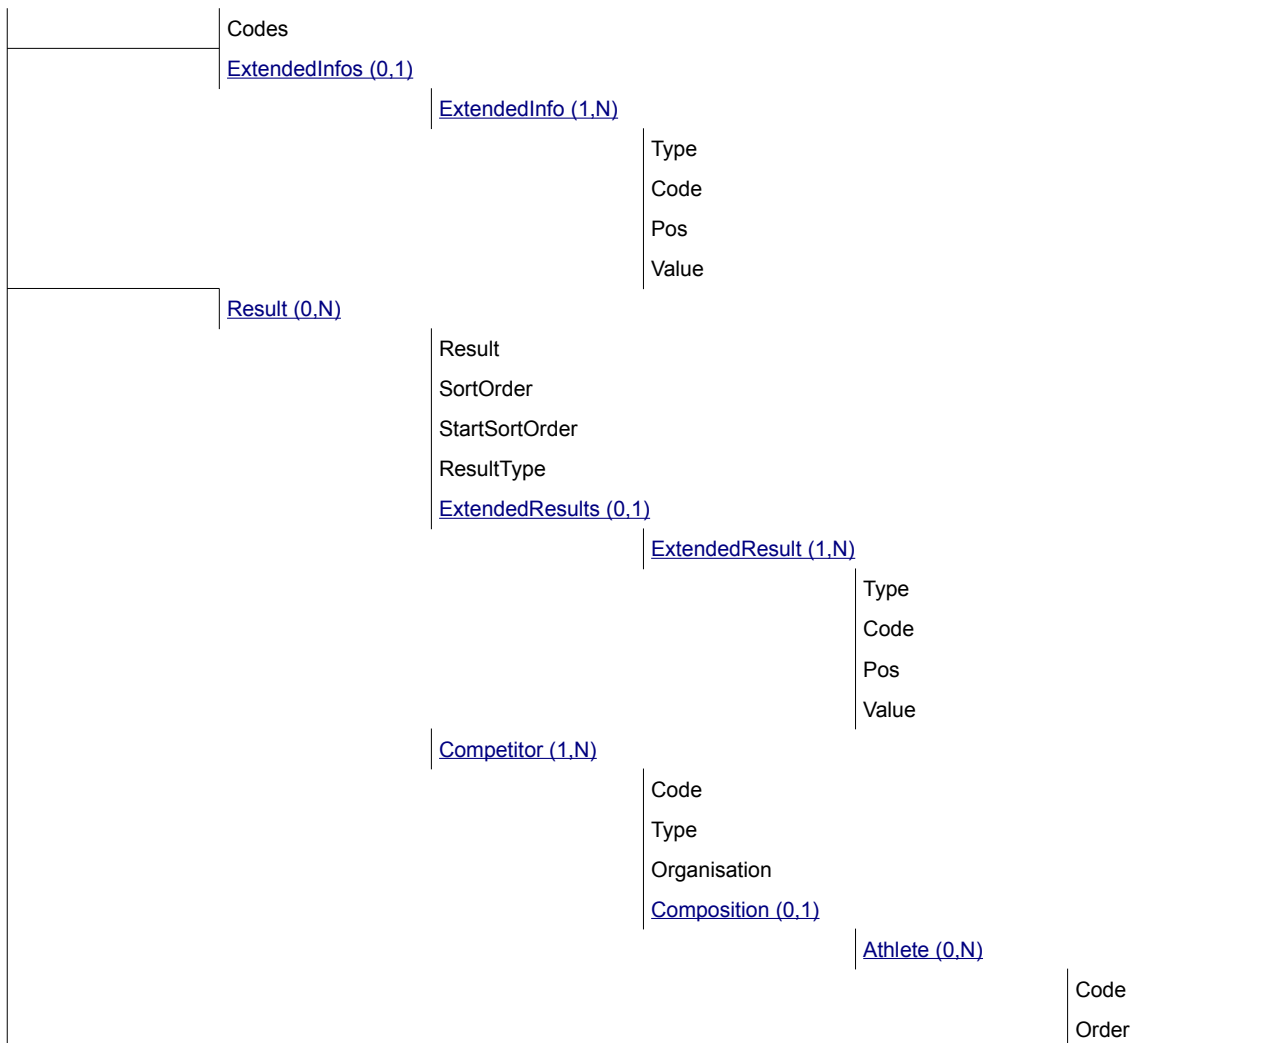 Codes
ExtendedInfos (0,1)
ExtendedInfo (1,N)
Type
Code
Pos
Value
Result (0,N)
Result
SortOrder
StartSortOrder
ResultType
ExtendedResults (0,1)
ExtendedResult (1,N)
Type
Code
Pos
Value
Competitor (1,N)
Code
Type
Organisation
Composition (0,1)
Athlete (0,N)
Code
Order